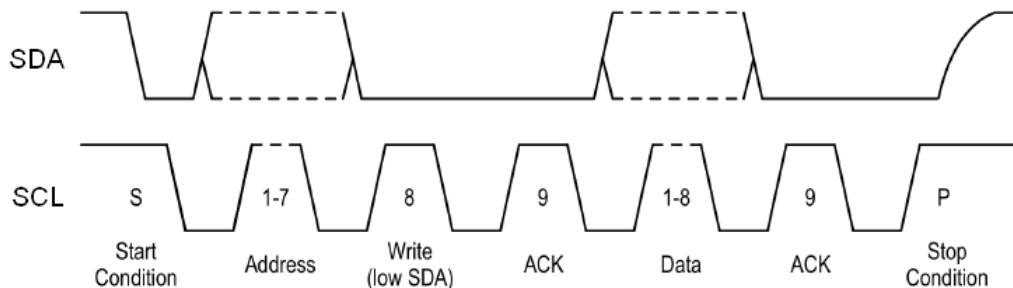 SDA
SCL
S
1-7
8
9
1-8
9
P
Start
Condition
Address
Write
(low SDA)
ACK
Data
ACK
Stop
Condition